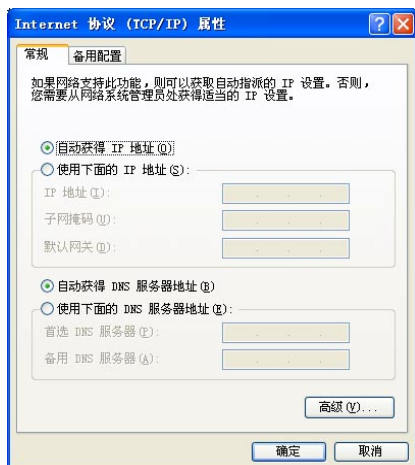 Internet 协议 (TCP/IP) 属性
常规
备用配置
如果网络支持此功能，则可以获取自动指派的 IP 设置。否则，
您需要从网络系统管理员处获得适当的 IP 设置。
自动获得 IP 地址(O)
使用下面的 IP 地址(S):
IP 地址(I):
子网掩码(U):
默认网关(D):
自动获得 DNS 服务器地址(B)
使用下面的 DNS 服务器地址(E):
首选 DNS 服务器(P):
备用 DNS 服务器(A):
高级(V)...
确定
取消